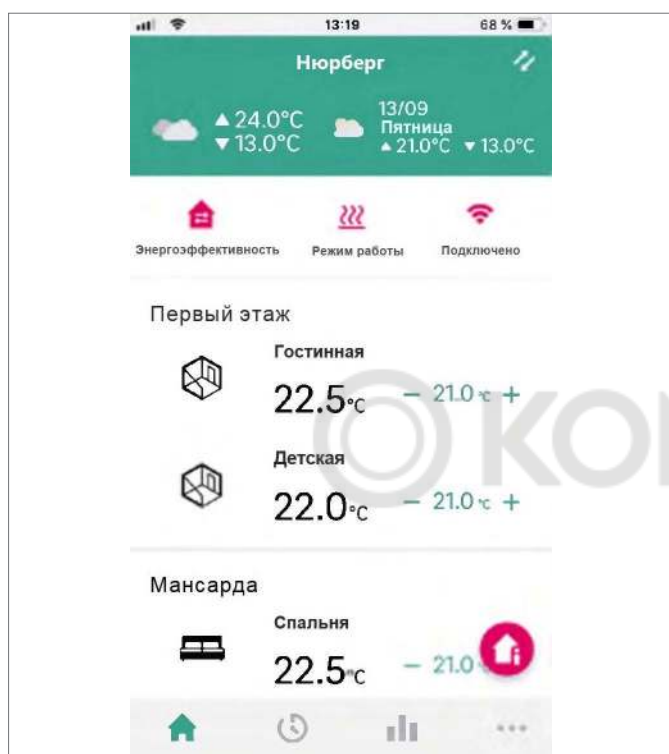 13:19 68 %
Нюрберг
▲ 24.0°C
▼ 13.0°C
13/09
Пятница
▲ 21.0°C ▼ 13.0°C
Энергоэффективность Режим работы Подключено
Первый этаж
Гостинная
22.5°C − 21.0 °C +
Детская
22.0°C − 21.0 °C +
Мансарда
Спальня
22.5°C − 21.0
KO